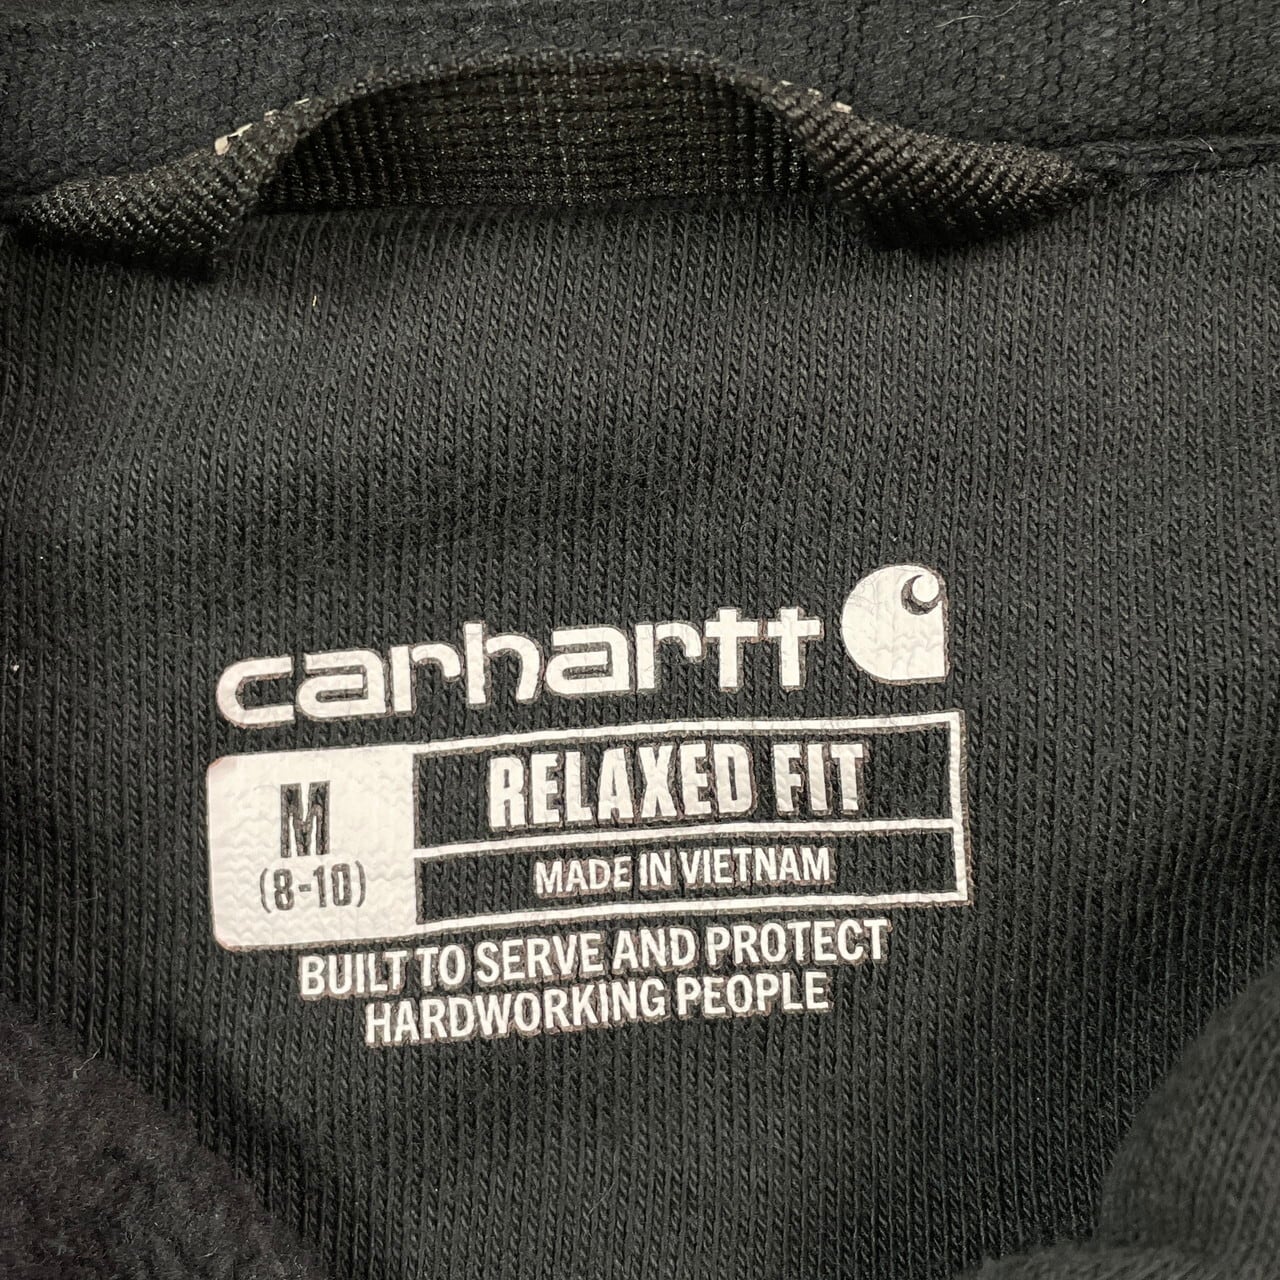 carhartt
M
(8-10)
RELAXED FIT
MADE IN VIETNAM
BUILT TO SERVE AND PROTECT
HARDWORKING PEOPLE